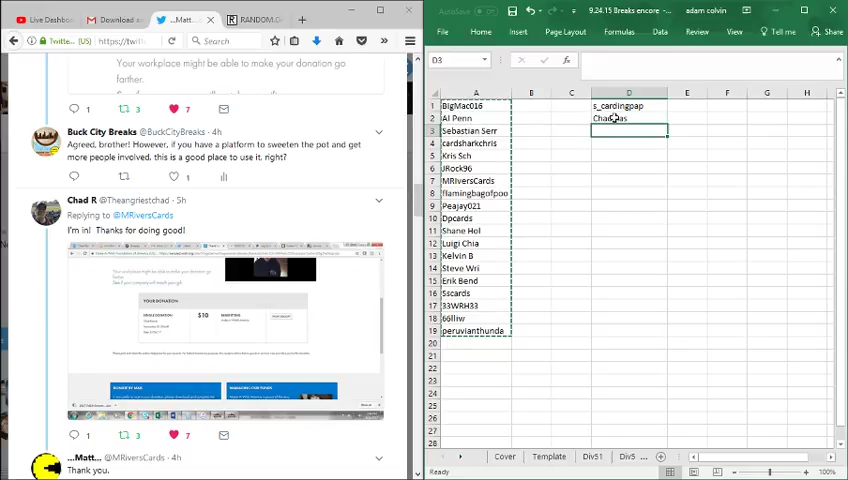 Live Dashbo
Download a
...Matt...
RANDOM.O
Twitte...
https://twitt
Search
Your workplace might be able to make your donation go
farther.
1
3
7
Buck City Breaks @BuckCityBreaks · 4h
Agreed, brother! However, if you have a platform to sweeten the pot and get
more people involved, this is a good place to use it, right?
1
Chad R @Theangriestchad · 5h
Replying to @MRiversCards
I'm in! Thanks for doing good!
YOUR DONATION
$10
1
3
7
...Matt... @MRiversCards · 4h
Thank you.
AutoSave
9.24.15 Breaks encore
adam colvin
File
Home
Insert
Page Layout
Formulas
Data
Review
View
Tell me
Share
D3
fx
A
B
C
D
E
F
G
H
1 BigMac016 s_cardingpap
2 Al Penn
3 Sebastian Serr
4 cardsharkchris
5 Kris Sch
6 JRock96
7 MRiversCards
8 flamingbagofpoo
9 Peajay021
10 Dpcards
11 Shane Hol
12 Luigi Chia
13 Kelvin B
14 Steve Wri
15 Erik Bend
16 Sscards
17 33WRH33
18 66lliw
19 peruvianthunda
20
21
22
23
24
25
26
27
28
Cover
Template
Div51
Div5 ...
Ready
100%